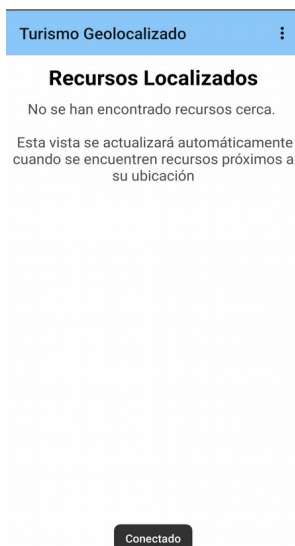 Turismo Geolocalizado
Recursos Localizados
No se han encontrado recursos cerca.
Esta vista se actualizará automáticamente
cuando se encuentren recursos próximos a
su ubicación
Conectado